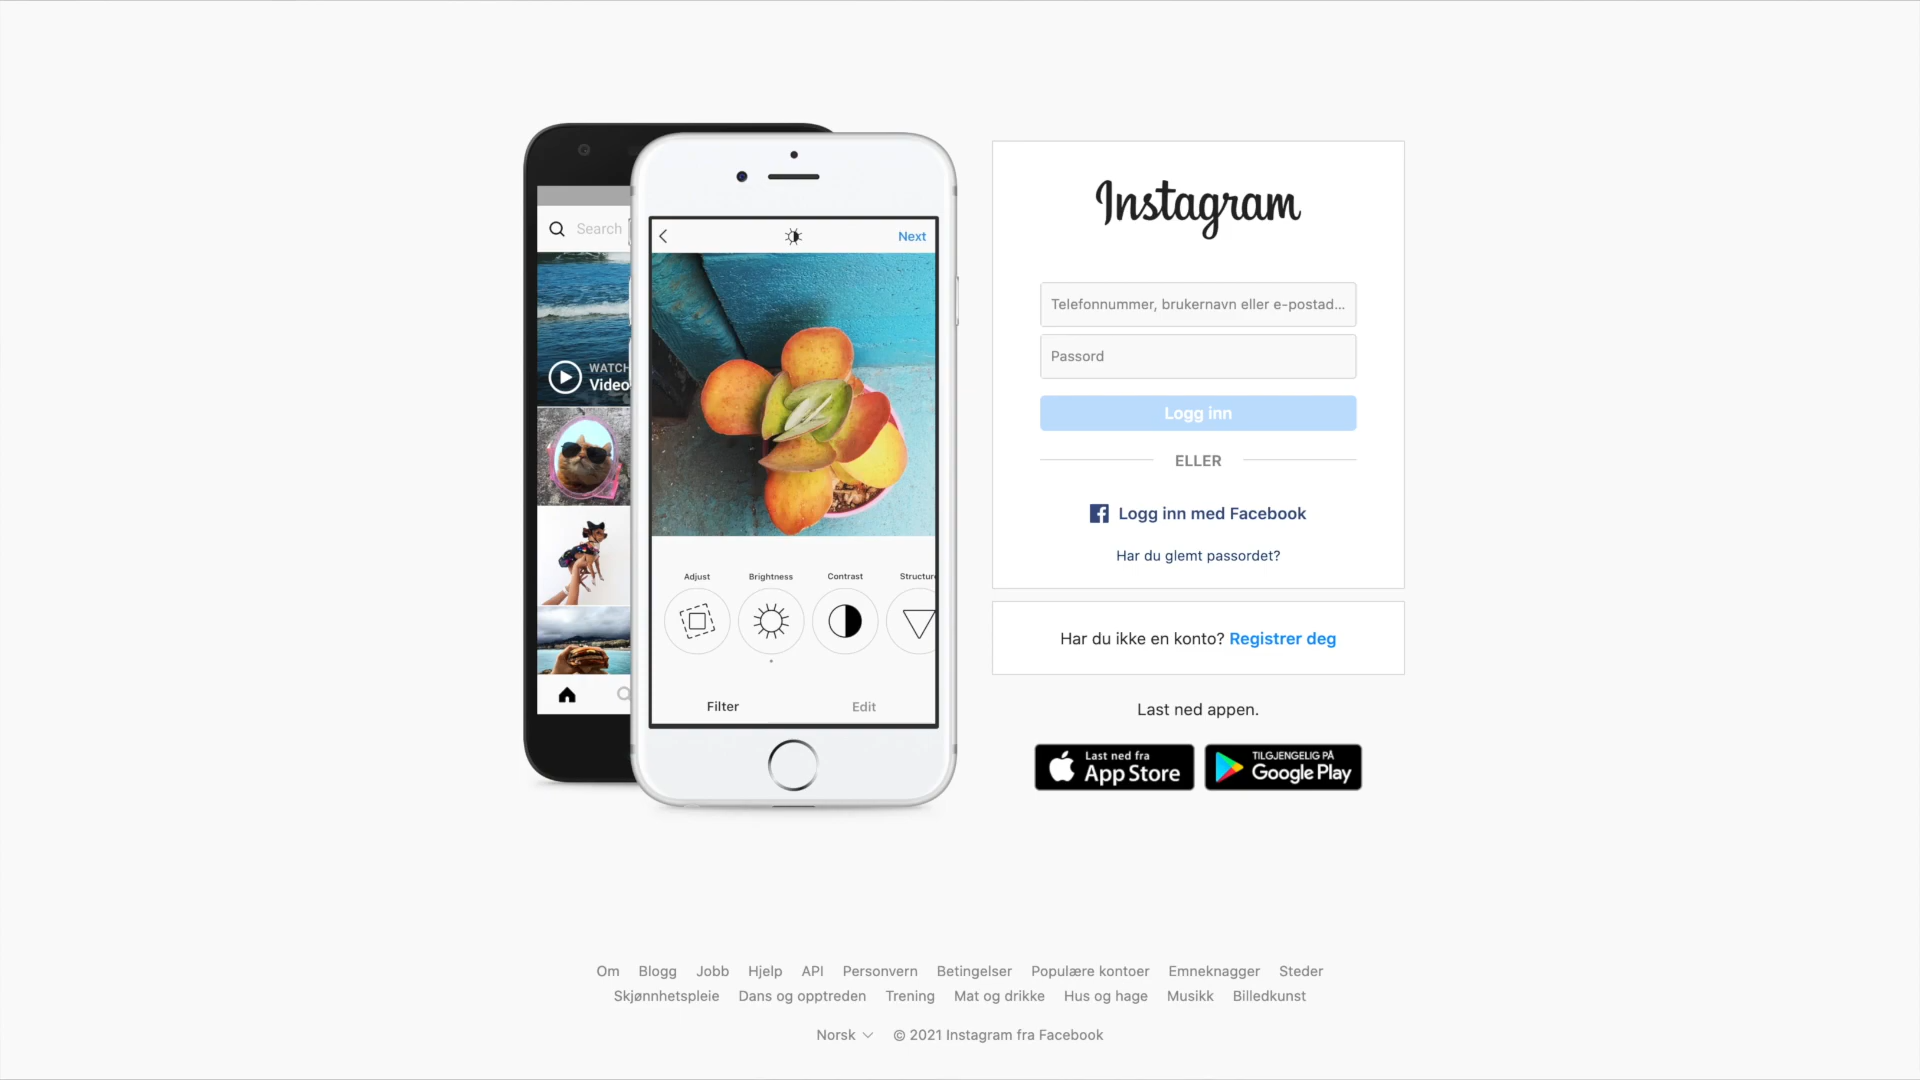 Search
WATCH
Video
Next
Adjust Brightness Contrast Structure
Filter Edit
Instagram
Telefonnummer, brukernavn eller e-postad...
Passord
Logg inn
ELLER
Logg inn med Facebook
Har du glemt passordet?
Har du ikke en konto? Registrer deg
Last ned appen.
Last ned fra
App Store
TILGJENGELIG PÅ
Google Play
Om Blogg Jobb Hjelp API Personvern Betingelser Populære kontoer Emneknagger Steder
Skjønnhetspleie Dans og opptreden Trening Mat og drikke Hus og hage Musikk Billedkunst
Norsk © 2021 Instagram fra Facebook